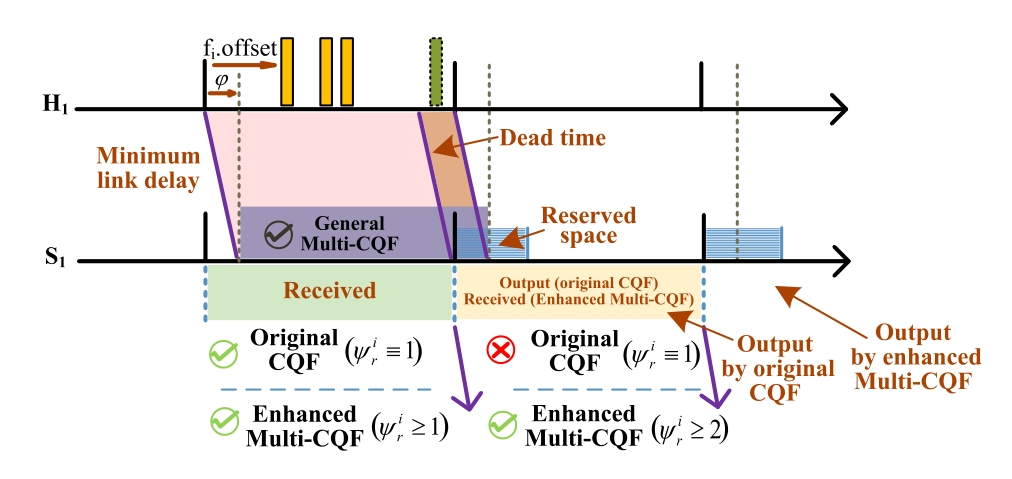 fᵢ.offset
φ
H₁
Dead time
Minimum
link delay
Reserved
space
General
Multi-CQF
S₁
Received
Output (original CQF)
Received (Enhanced Multi-CQF)
Original
CQF (ψᵣⁱ ≡ 1)
Original
CQF (ψᵣⁱ ≡ 1)
Output
by original
CQF
Output
by enhanced
Multi-CQF
Enhanced
Multi-CQF (ψᵣⁱ ≥ 1)
Enhanced
Multi-CQF (ψᵣⁱ ≥ 2)